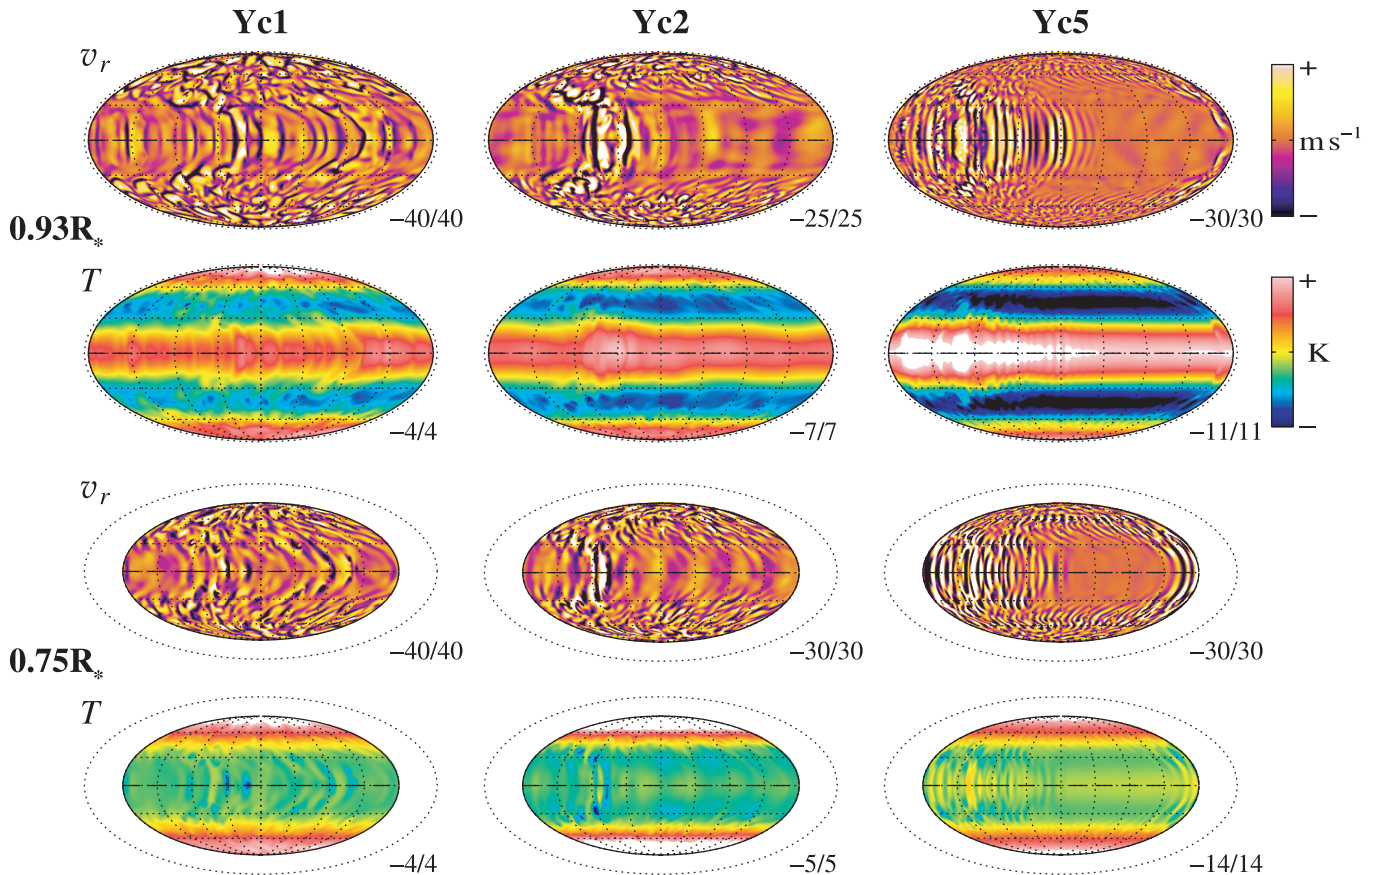 Yc1 Yc2 Yc5
v_r
+
m s⁻¹
−
−40/40 −25/25 −30/30
0.93R_*
T
+
K
−
−4/4 −7/7 −11/11
v_r
−40/40 −30/30 −30/30
0.75R_*
T
−4/4 −5/5 −14/14